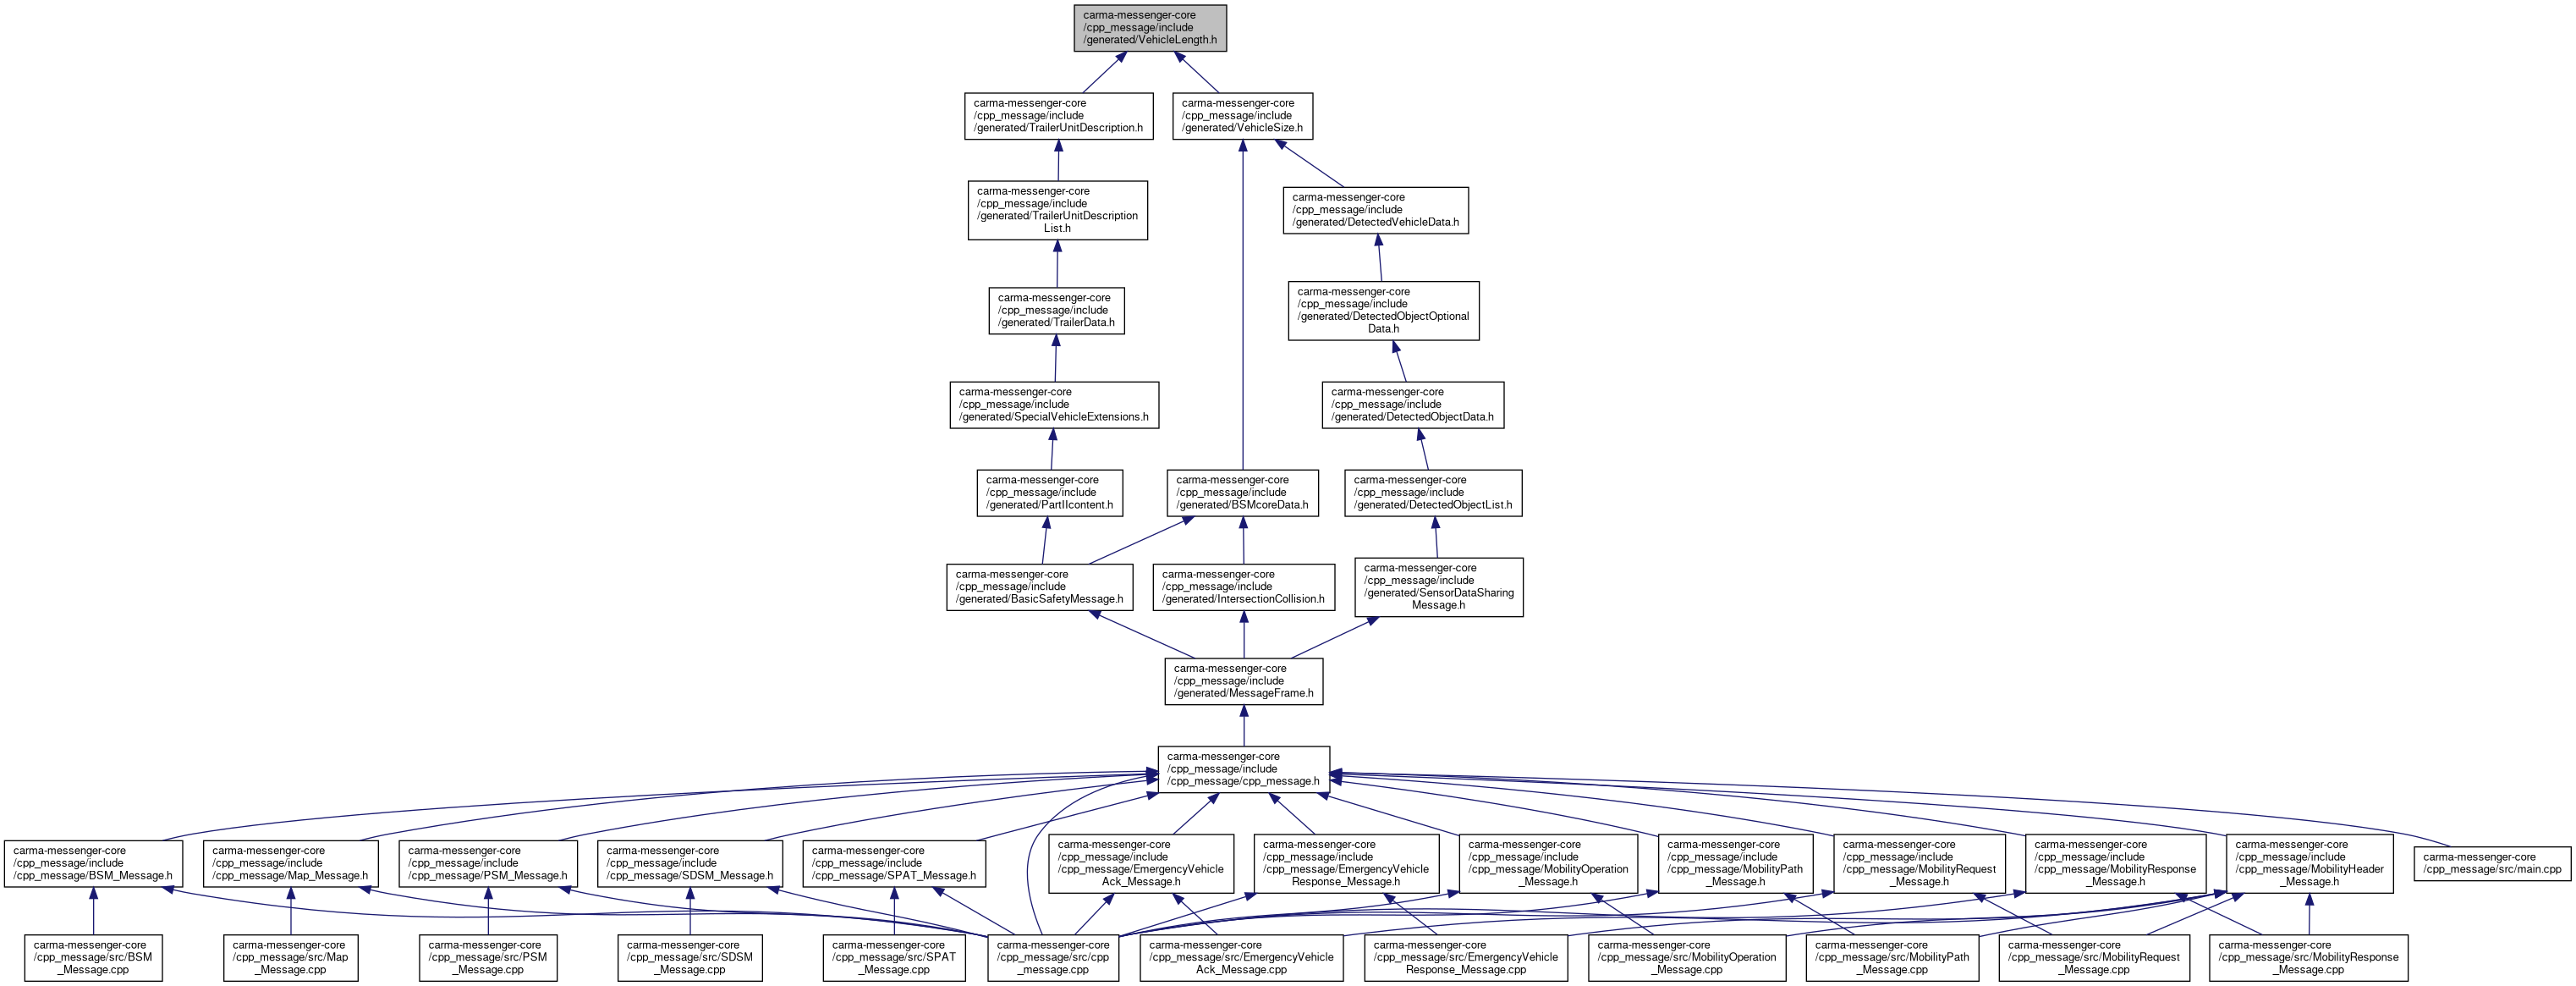 carma-messenger-core
/cpp_message/include
/generated/VehicleLength.h
carma-messenger-core
/cpp_message/include
/generated/TrailerUnitDescription.h
carma-messenger-core
/cpp_message/include
/generated/VehicleSize.h
carma-messenger-core
/cpp_message/include
/generated/TrailerUnitDescription
List.h
carma-messenger-core
/cpp_message/include
/generated/DetectedVehicleData.h
carma-messenger-core
/cpp_message/include
/generated/TrailerData.h
carma-messenger-core
/cpp_message/include
/generated/DetectedObjectOptional
Data.h
carma-messenger-core
/cpp_message/include
/generated/SpecialVehicleExtensions.h
carma-messenger-core
/cpp_message/include
/generated/DetectedObjectData.h
carma-messenger-core
/cpp_message/include
/generated/PartIIcontent.h
carma-messenger-core
/cpp_message/include
/generated/BSMcoreData.h
carma-messenger-core
/cpp_message/include
/generated/DetectedObjectList.h
carma-messenger-core
/cpp_message/include
/generated/BasicSafetyMessage.h
carma-messenger-core
/cpp_message/include
/generated/IntersectionCollision.h
carma-messenger-core
/cpp_message/include
/generated/SensorDataSharing
Message.h
carma-messenger-core
/cpp_message/include
/generated/MessageFrame.h
carma-messenger-core
/cpp_message/include
/cpp_message/cpp_message.h
carma-messenger-core
/cpp_message/include
/cpp_message/BSM_Message.h
carma-messenger-core
/cpp_message/include
/cpp_message/Map_Message.h
carma-messenger-core
/cpp_message/include
/cpp_message/PSM_Message.h
carma-messenger-core
/cpp_message/include
/cpp_message/SDSM_Message.h
carma-messenger-core
/cpp_message/include
/cpp_message/SPAT_Message.h
carma-messenger-core
/cpp_message/include
/cpp_message/EmergencyVehicle
Ack_Message.h
carma-messenger-core
/cpp_message/include
/cpp_message/EmergencyVehicle
Response_Message.h
carma-messenger-core
/cpp_message/include
/cpp_message/MobilityOperation
_Message.h
carma-messenger-core
/cpp_message/include
/cpp_message/MobilityPath
_Message.h
carma-messenger-core
/cpp_message/include
/cpp_message/MobilityRequest
_Message.h
carma-messenger-core
/cpp_message/include
/cpp_message/MobilityResponse
_Message.h
carma-messenger-core
/cpp_message/include
/cpp_message/MobilityHeader
_Message.h
carma-messenger-core
/cpp_message/src/main.cpp
carma-messenger-core
/cpp_message/src/BSM
_Message.cpp
carma-messenger-core
/cpp_message/src/Map
_Message.cpp
carma-messenger-core
/cpp_message/src/PSM
_Message.cpp
carma-messenger-core
/cpp_message/src/SDSM
_Message.cpp
carma-messenger-core
/cpp_message/src/SPAT
_Message.cpp
carma-messenger-core
/cpp_message/src/cpp
_message.cpp
carma-messenger-core
/cpp_message/src/EmergencyVehicle
Ack_Message.cpp
carma-messenger-core
/cpp_message/src/EmergencyVehicle
Response_Message.cpp
carma-messenger-core
/cpp_message/src/MobilityOperation
_Message.cpp
carma-messenger-core
/cpp_message/src/MobilityPath
_Message.cpp
carma-messenger-core
/cpp_message/src/MobilityRequest
_Message.cpp
carma-messenger-core
/cpp_message/src/MobilityResponse
_Message.cpp